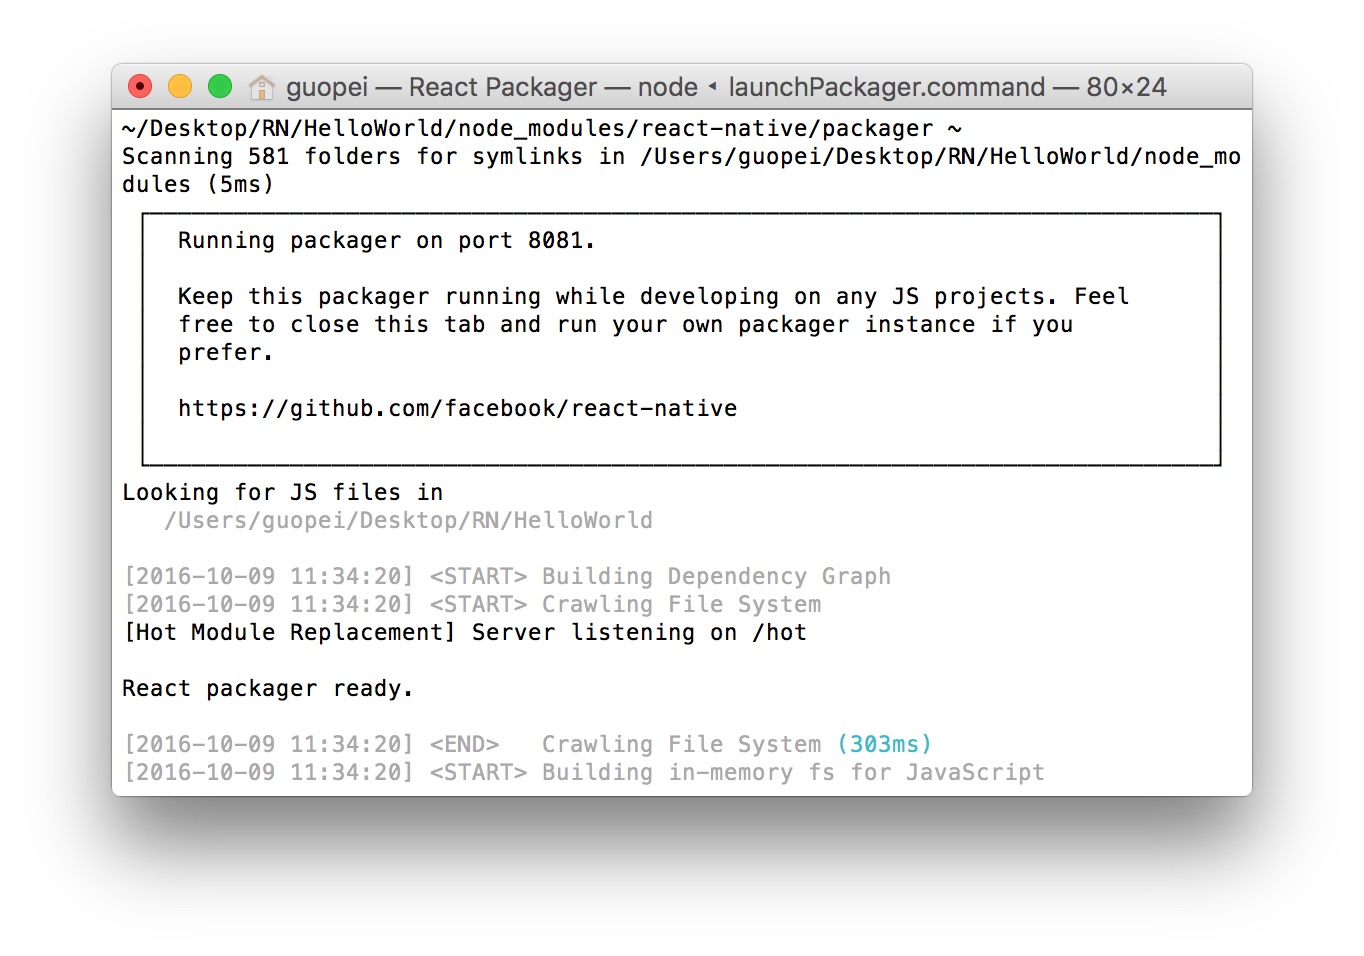 guopei — React Packager — node ◂ launchPackager.command — 80×24
~/Desktop/RN/HelloWorld/node_modules/react-native/packager ~
Scanning 581 folders for symlinks in /Users/guopei/Desktop/RN/HelloWorld/node_mo
dules (5ms)
Running packager on port 8081.
Keep this packager running while developing on any JS projects. Feel
free to close this tab and run your own packager instance if you
prefer.
https://github.com/facebook/react-native
Looking for JS files in
/Users/guopei/Desktop/RN/HelloWorld
[2016-10-09 11:34:20] <START> Building Dependency Graph
[2016-10-09 11:34:20] <START> Crawling File System
[Hot Module Replacement] Server listening on /hot
React packager ready.
[2016-10-09 11:34:20] <END>   Crawling File System (303ms)
[2016-10-09 11:34:20] <START> Building in-memory fs for JavaScript